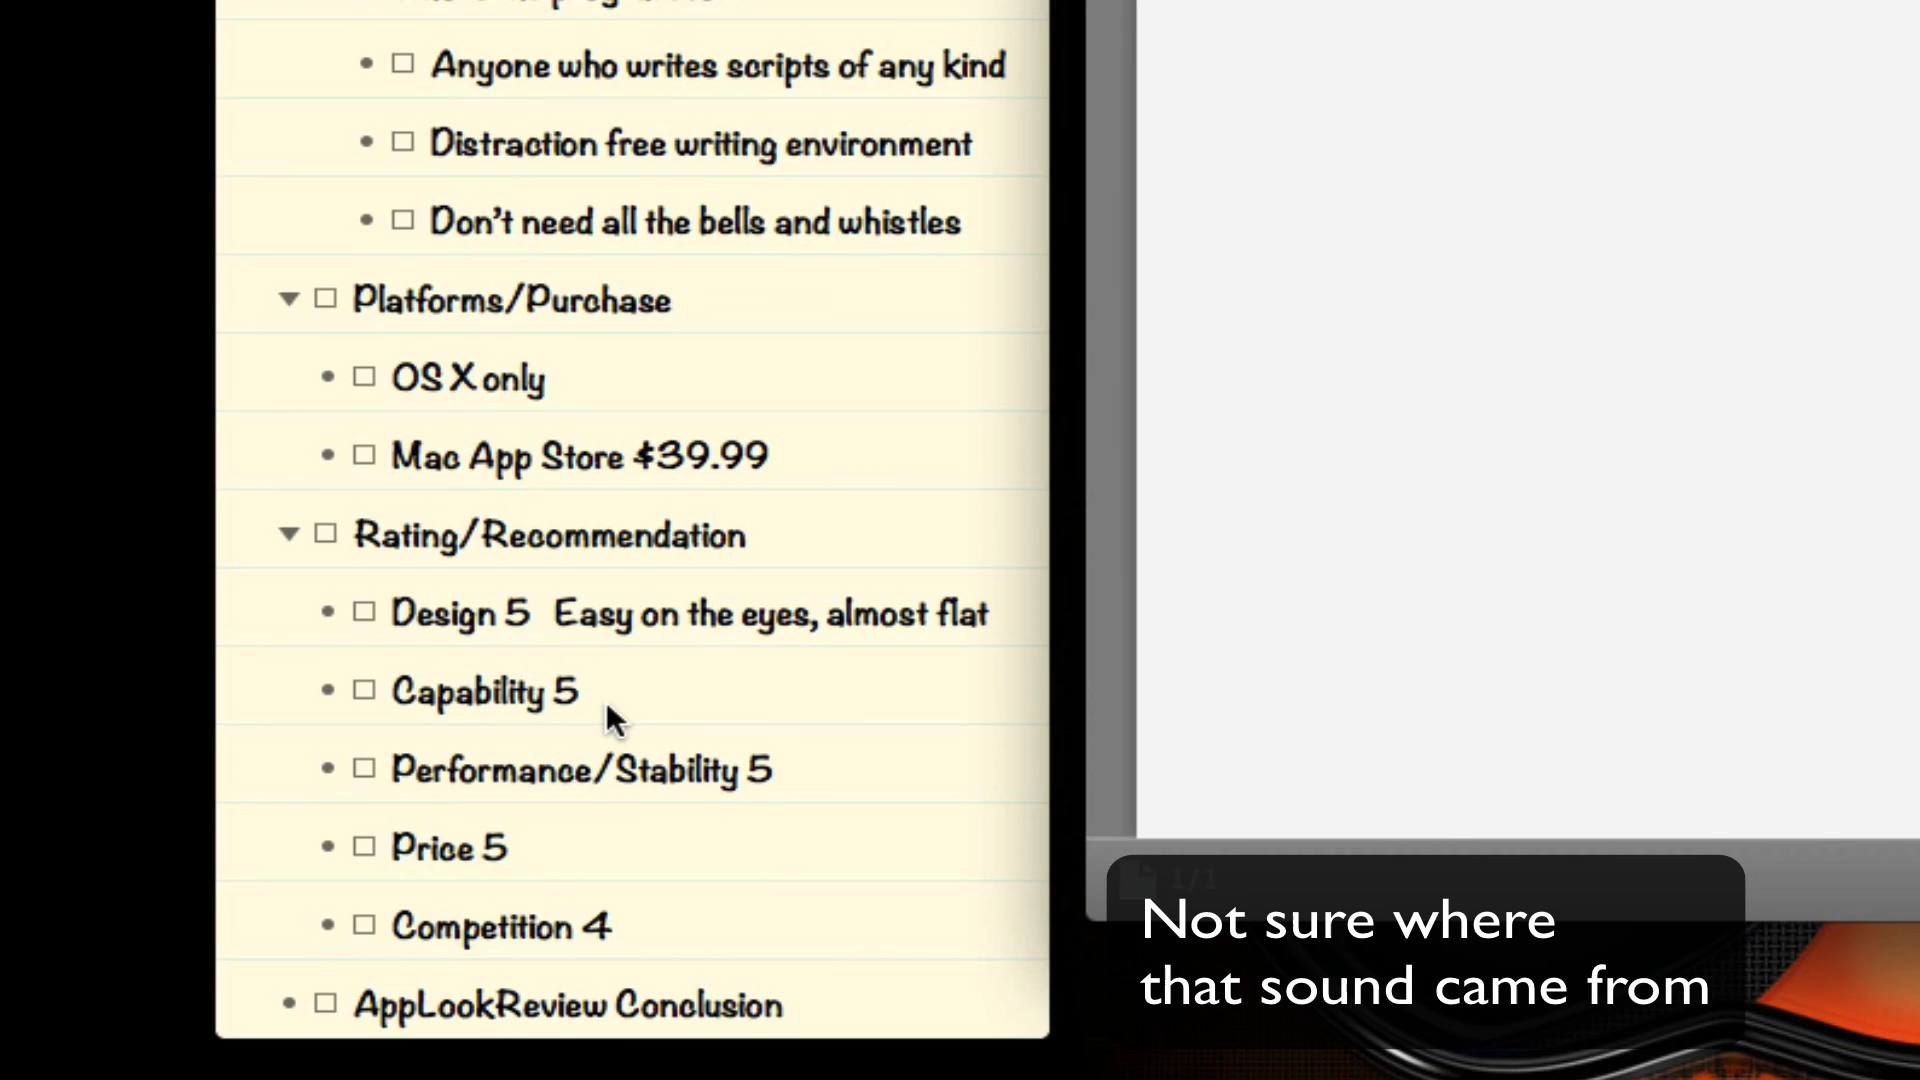 Anyone who writes scripts of any kind
Distraction free writing environment
Don't need all the bells and whistles
Platforms/Purchase
OS X only
Mac App Store $39.99
Rating/Recommendation
Design 5 Easy on the eyes, almost flat
Capability 5
Performance/Stability 5
Price 5
Competition 4
AppLookReview Conclusion
1/1
Not sure where
that sound came from